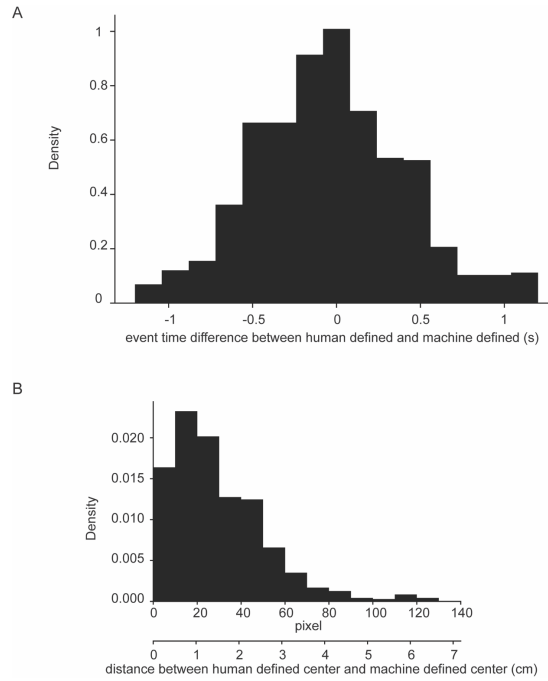 A
Density
1
0.8
0.6
0.4
0.2
0
-1 -0.5 0 0.5 1
event time difference between human defined and machine defined (s)
B
Density
0.020
0.015
0.010
0.005
0.000
0 20 40 60 80 100 120 140
pixel
0 1 2 3 4 5 6 7
distance between human defined center and machine defined center (cm)